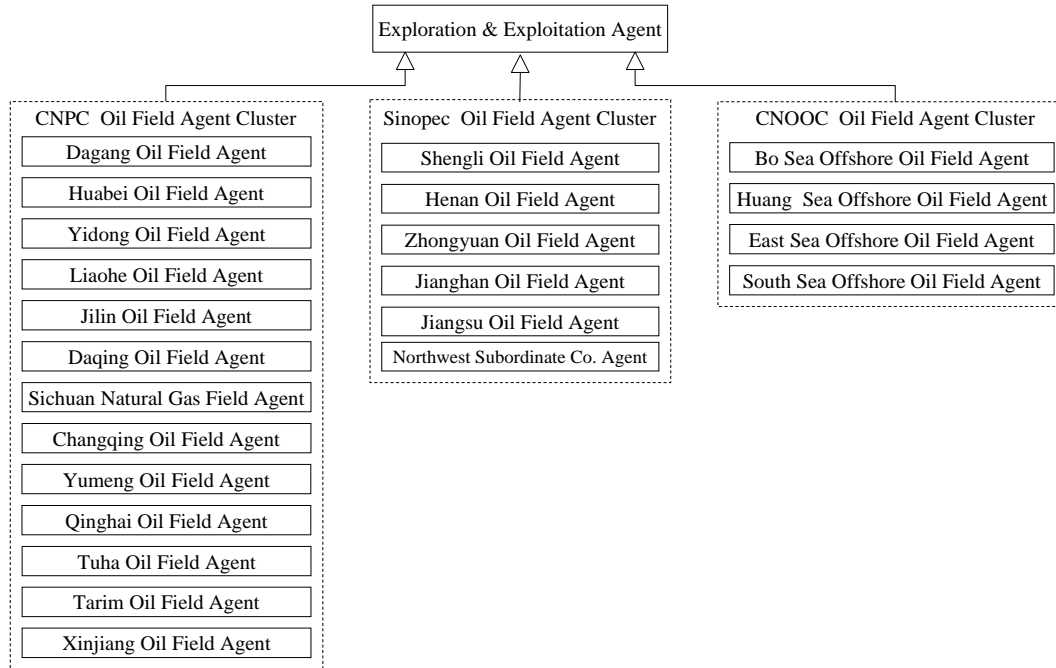 Exploration & Exploitation Agent
CNPC Oil Field Agent Cluster
Dagang Oil Field Agent
Huabei Oil Field Agent
Yidong Oil Field Agent
Liaohe Oil Field Agent
Jilin Oil Field Agent
Daqing Oil Field Agent
Sichuan Natural Gas Field Agent
Changqing Oil Field Agent
Yumeng Oil Field Agent
Qinghai Oil Field Agent
Tuha Oil Field Agent
Tarim Oil Field Agent
Xinjiang Oil Field Agent
Sinopec Oil Field Agent Cluster
Shengli Oil Field Agent
Henan Oil Field Agent
Zhongyuan Oil Field Agent
Jianghan Oil Field Agent
Jiangsu Oil Field Agent
Northwest Subordinate Co. Agent
CNOOC Oil Field Agent Cluster
Bo Sea Offshore Oil Field Agent
Huang Sea Offshore Oil Field Agent
East Sea Offshore Oil Field Agent
South Sea Offshore Oil Field Agent